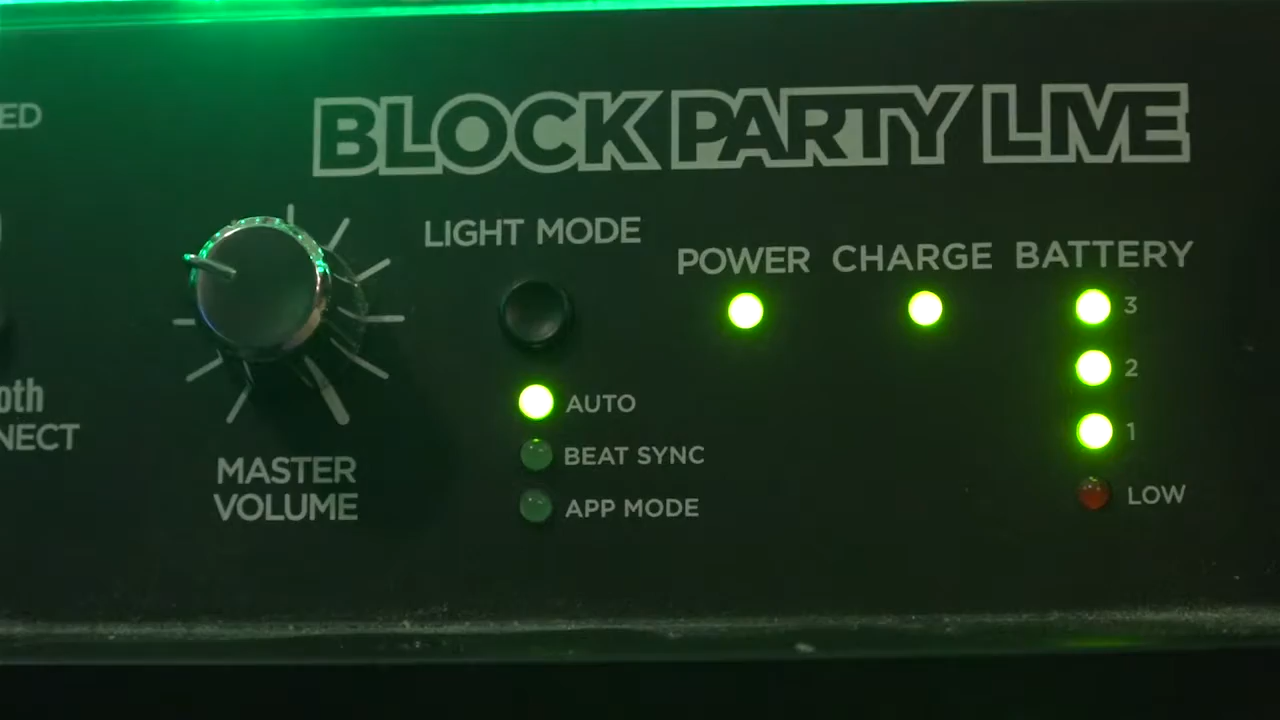 ED
BLOCK PARTY LIVE
LIGHT MODE
POWER
CHARGE
BATTERY
3
2
1
LOW
AUTO
BEAT SYNC
APP MODE
oth
NECT
MASTER
VOLUME